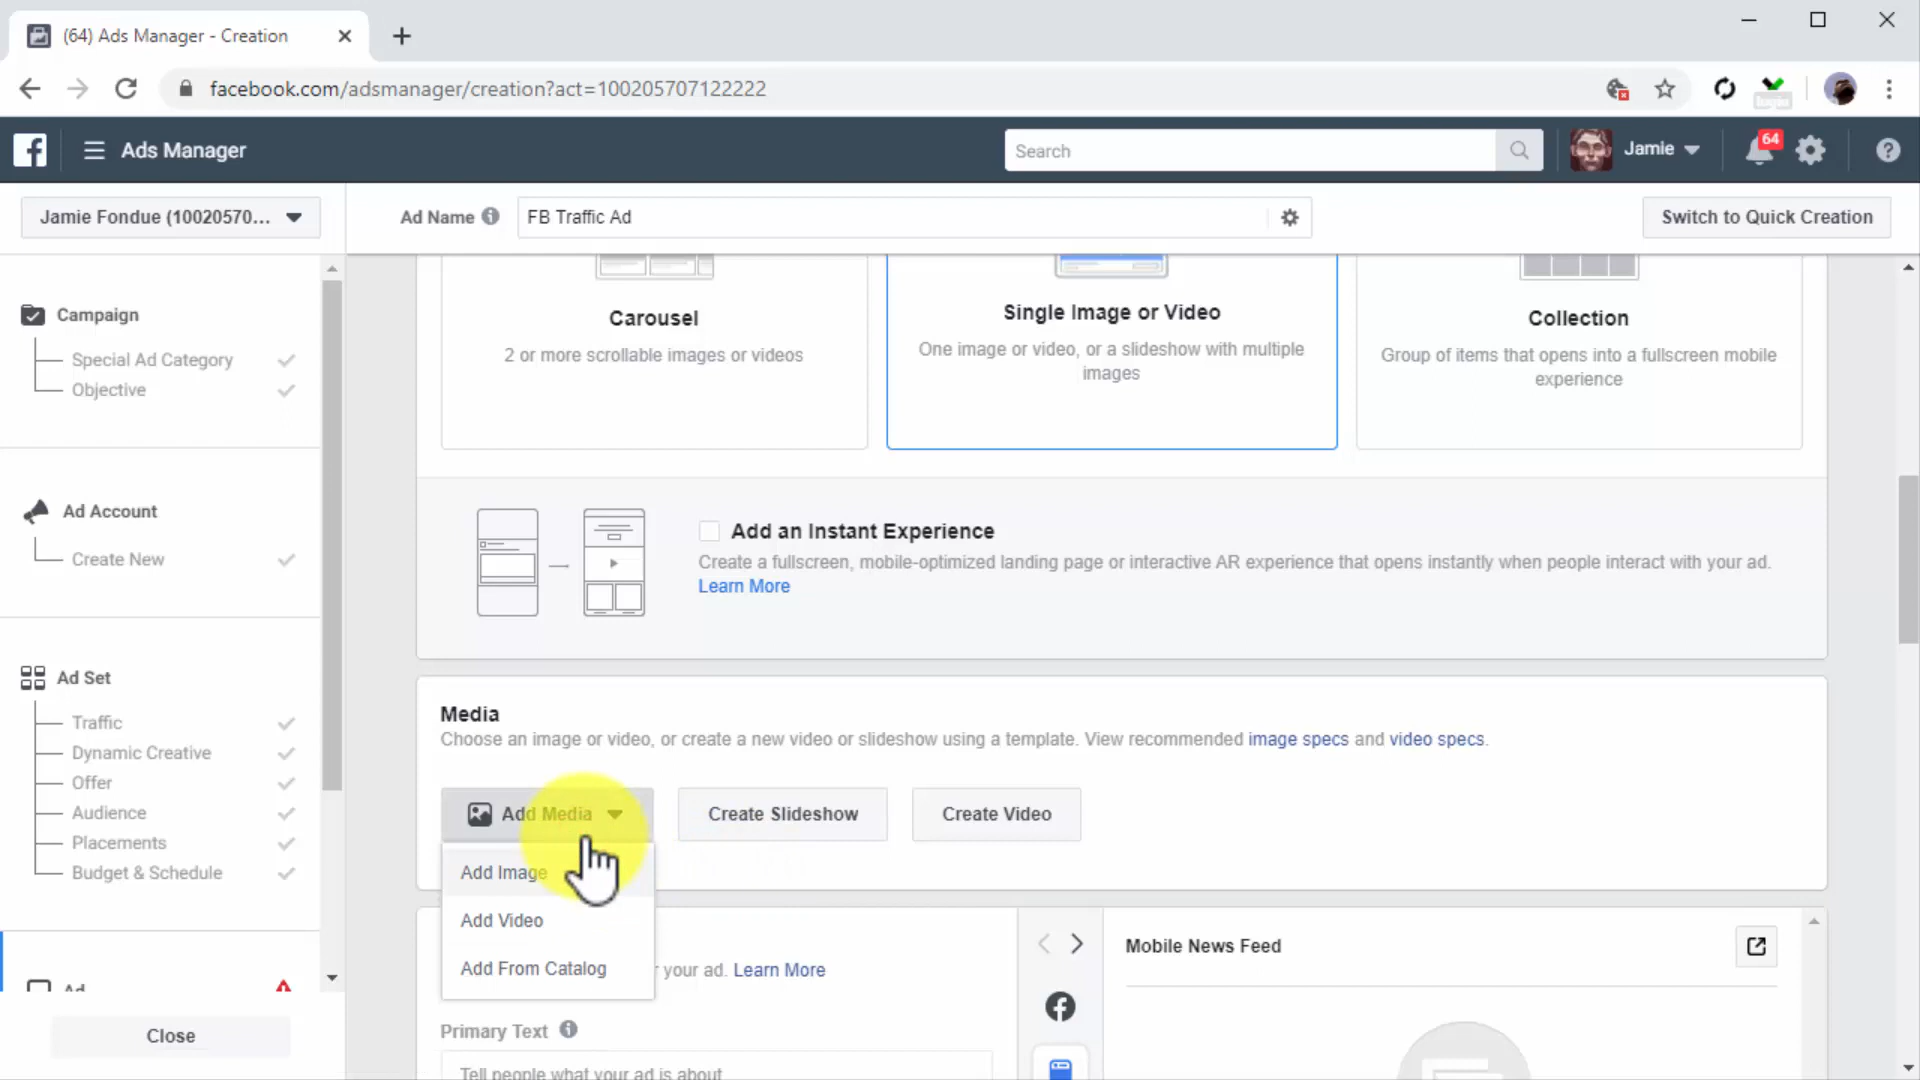 (64) Ads Manager - Creation
facebook.com/adsmanager/creation?act=100205707122222
Ads Manager
Search
Jamie
64
Jamie Fondue (10020570...
Ad Name
FB Traffic Ad
Switch to Quick Creation
Campaign
Special Ad Category
Objective
Ad Account
Create New
Ad Set
Traffic
Dynamic Creative
Offer
Audience
Placements
Budget & Schedule
Ad
Close
Carousel
2 or more scrollable images or videos
Single Image or Video
One image or video, or a slideshow with multiple
images
Collection
Group of items that opens into a fullscreen mobile
experience
Add an Instant Experience
Create a fullscreen, mobile-optimized landing page or interactive AR experience that opens instantly when people interact with your ad.
Learn More
Media
Choose an image or video, or create a new video or slideshow using a template. View recommended image specs and video specs.
Add Media
Create Slideshow
Create Video
Add Image
Add Video
Add From Catalog
your ad. Learn More
Primary Text
Tell people what your ad is about
Mobile News Feed